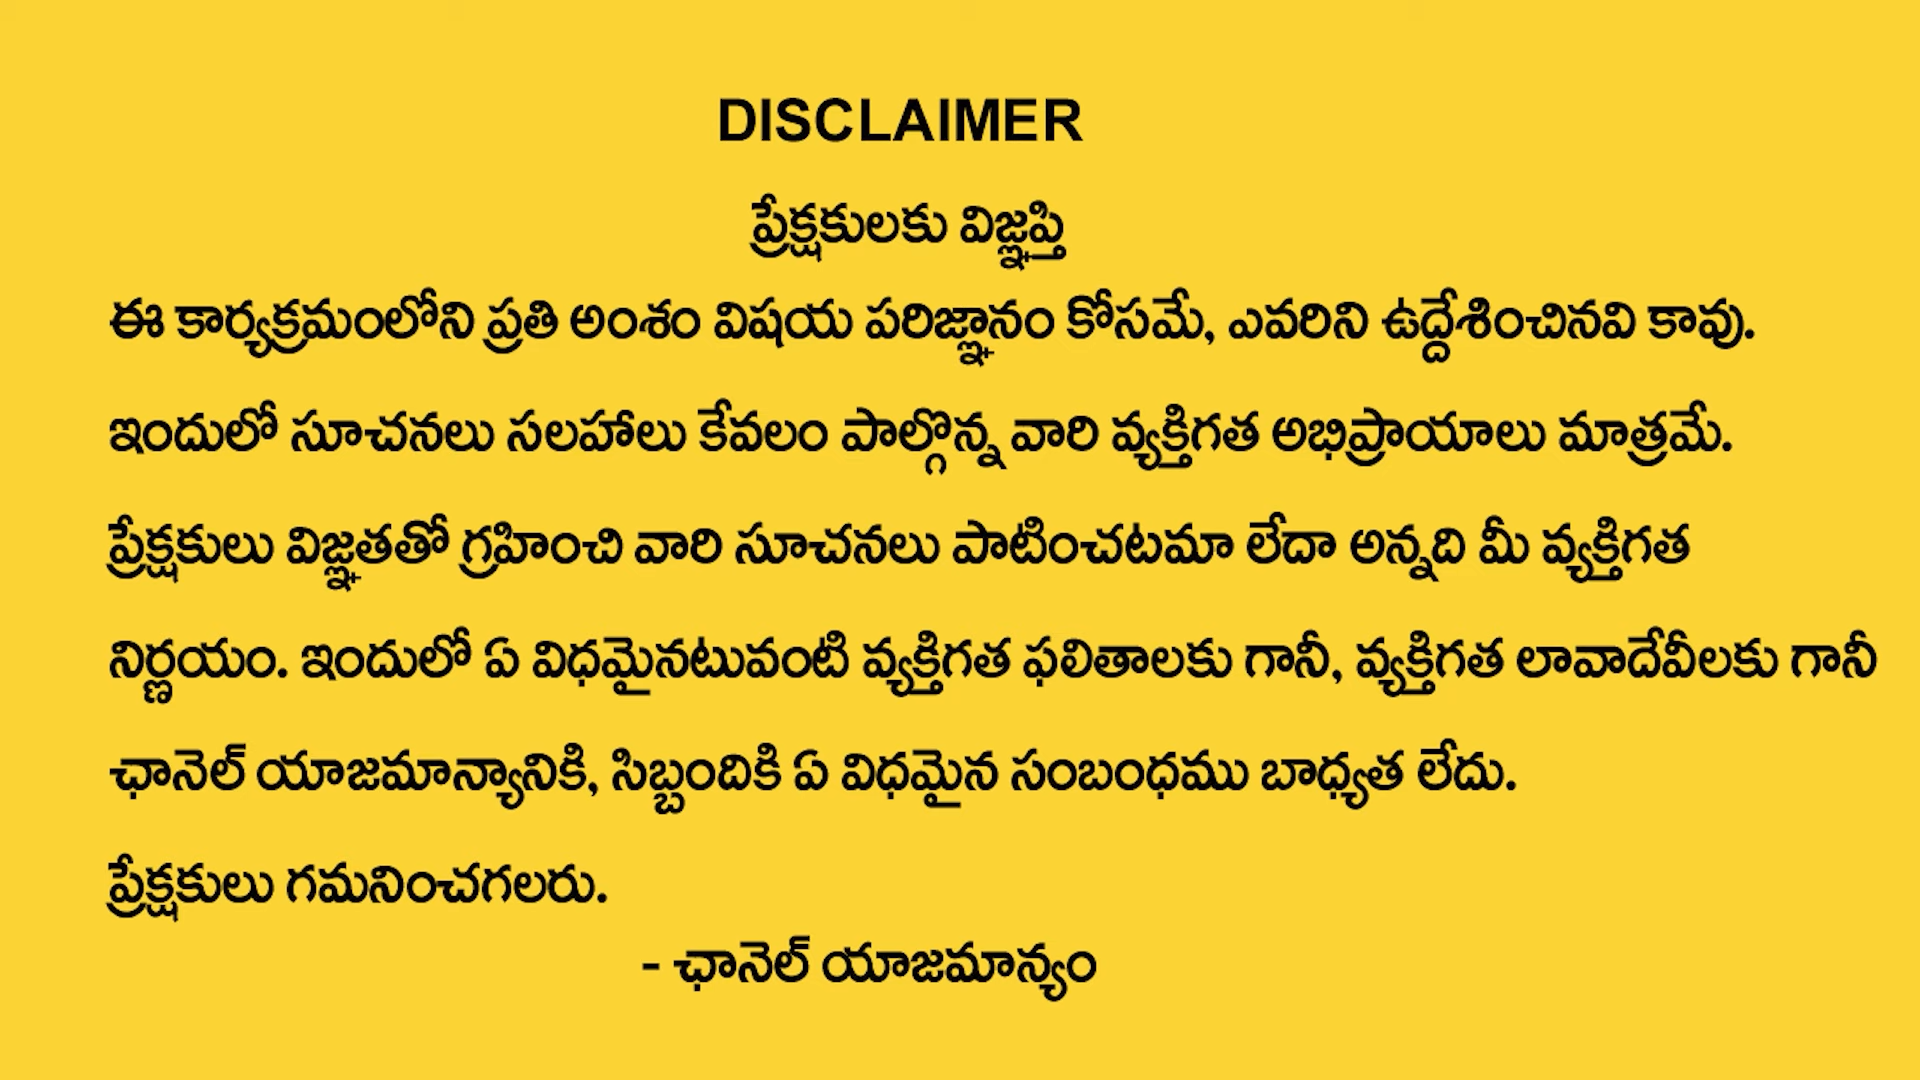 DISCLAIMER
ప్రేక్షకులకు విజ్ఞప్తి
ఈ కార్యక్రమంలోని ప్రతి అంశం విషయ పరిజ్ఞానం కోసమే, ఎవరిని ఉద్దేశించినవి కావు.
ఇందులో సూచనలు సలహాలు కేవలం పాల్గొన్న వారి వ్యక్తిగత అభిప్రాయాలు మాత్రమే.
ప్రేక్షకులు విజ్ఞతతో గ్రహించి వారి సూచనలు పాటించటమా లేదా అన్నది మీ వ్యక్తిగత
నిర్ణయం. ఇందులో ఏ విధమైనటువంటి వ్యక్తిగత ఫలితాలకు గానీ, వ్యక్తిగత లావాదేవీలకు గానీ
ఛానెల్ యాజమాన్యానికి, సిబ్బందికి ఏ విధమైన సంబంధము బాధ్యత లేదు.
ప్రేక్షకులు గమనించగలరు.
- ఛానెల్ యాజమాన్యం